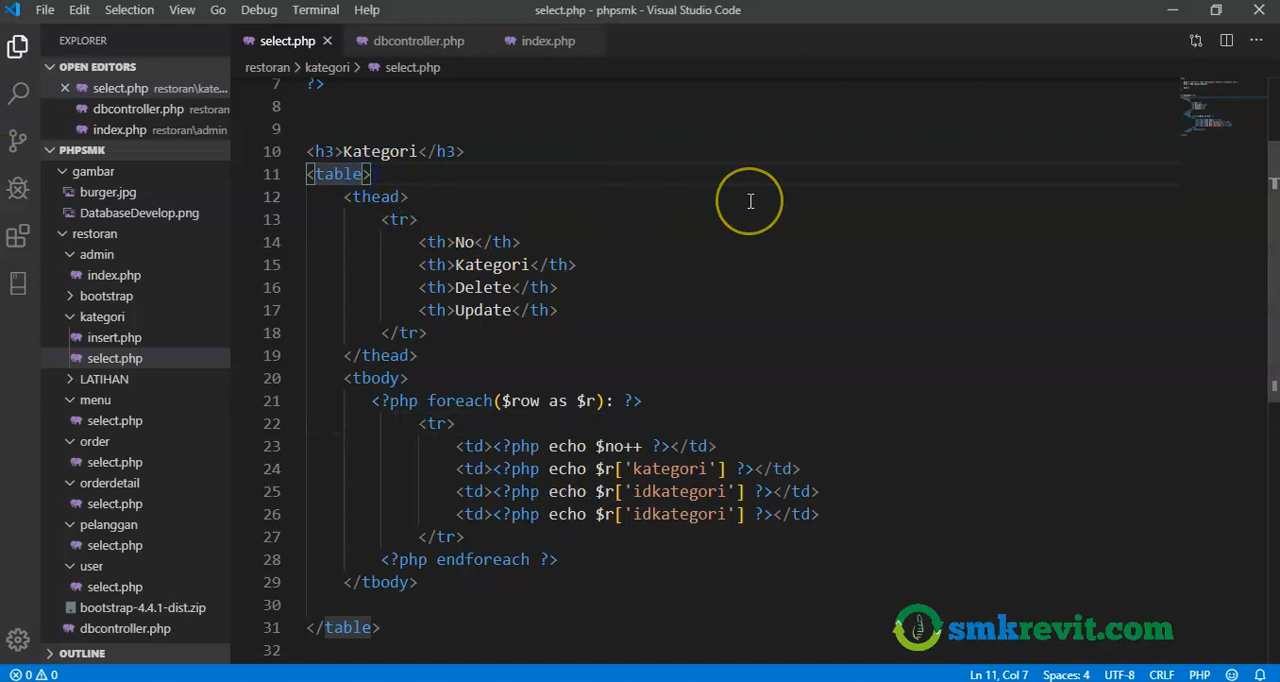 File Edit Selection View Go Debug Terminal Help
select.php - phpsmk - Visual Studio Code
EXPLORER
OPEN EDITORS
select.php restoran\kate...
dbcontroller.php restoran
index.php restoran\admin
PHPSMK
gambar
burger.jpg
DatabaseDevelop.png
restoran
admin
index.php
bootstrap
kategori
insert.php
select.php
LATIHAN
menu
select.php
order
select.php
orderdetail
select.php
pelanggan
select.php
user
select.php
bootstrap-4.4.1-dist.zip
dbcontroller.php
OUTLINE
select.php dbcontroller.php index.php
restoran > kategori > select.php
7 ?>
8
9
10 <h3>Kategori</h3>
11 <table>
12 <thead>
13 <tr>
14 <th>No</th>
15 <th>Kategori</th>
16 <th>Delete</th>
17 <th>Update</th>
18 </tr>
19 </thead>
20 <tbody>
21 <?php foreach($row as $r): ?>
22 <tr>
23 <td><?php echo $no++ ?></td>
24 <td><?php echo $r['kategori'] ?></td>
25 <td><?php echo $r['idkategori'] ?></td>
26 <td><?php echo $r['idkategori'] ?></td>
27 </tr>
28 <?php endforeach ?>
29 </tbody>
30
31 </table>
32
smkrevit.com
0 0
Ln 11, Col 7 Spaces: 4 UTF-8 CRLF PHP